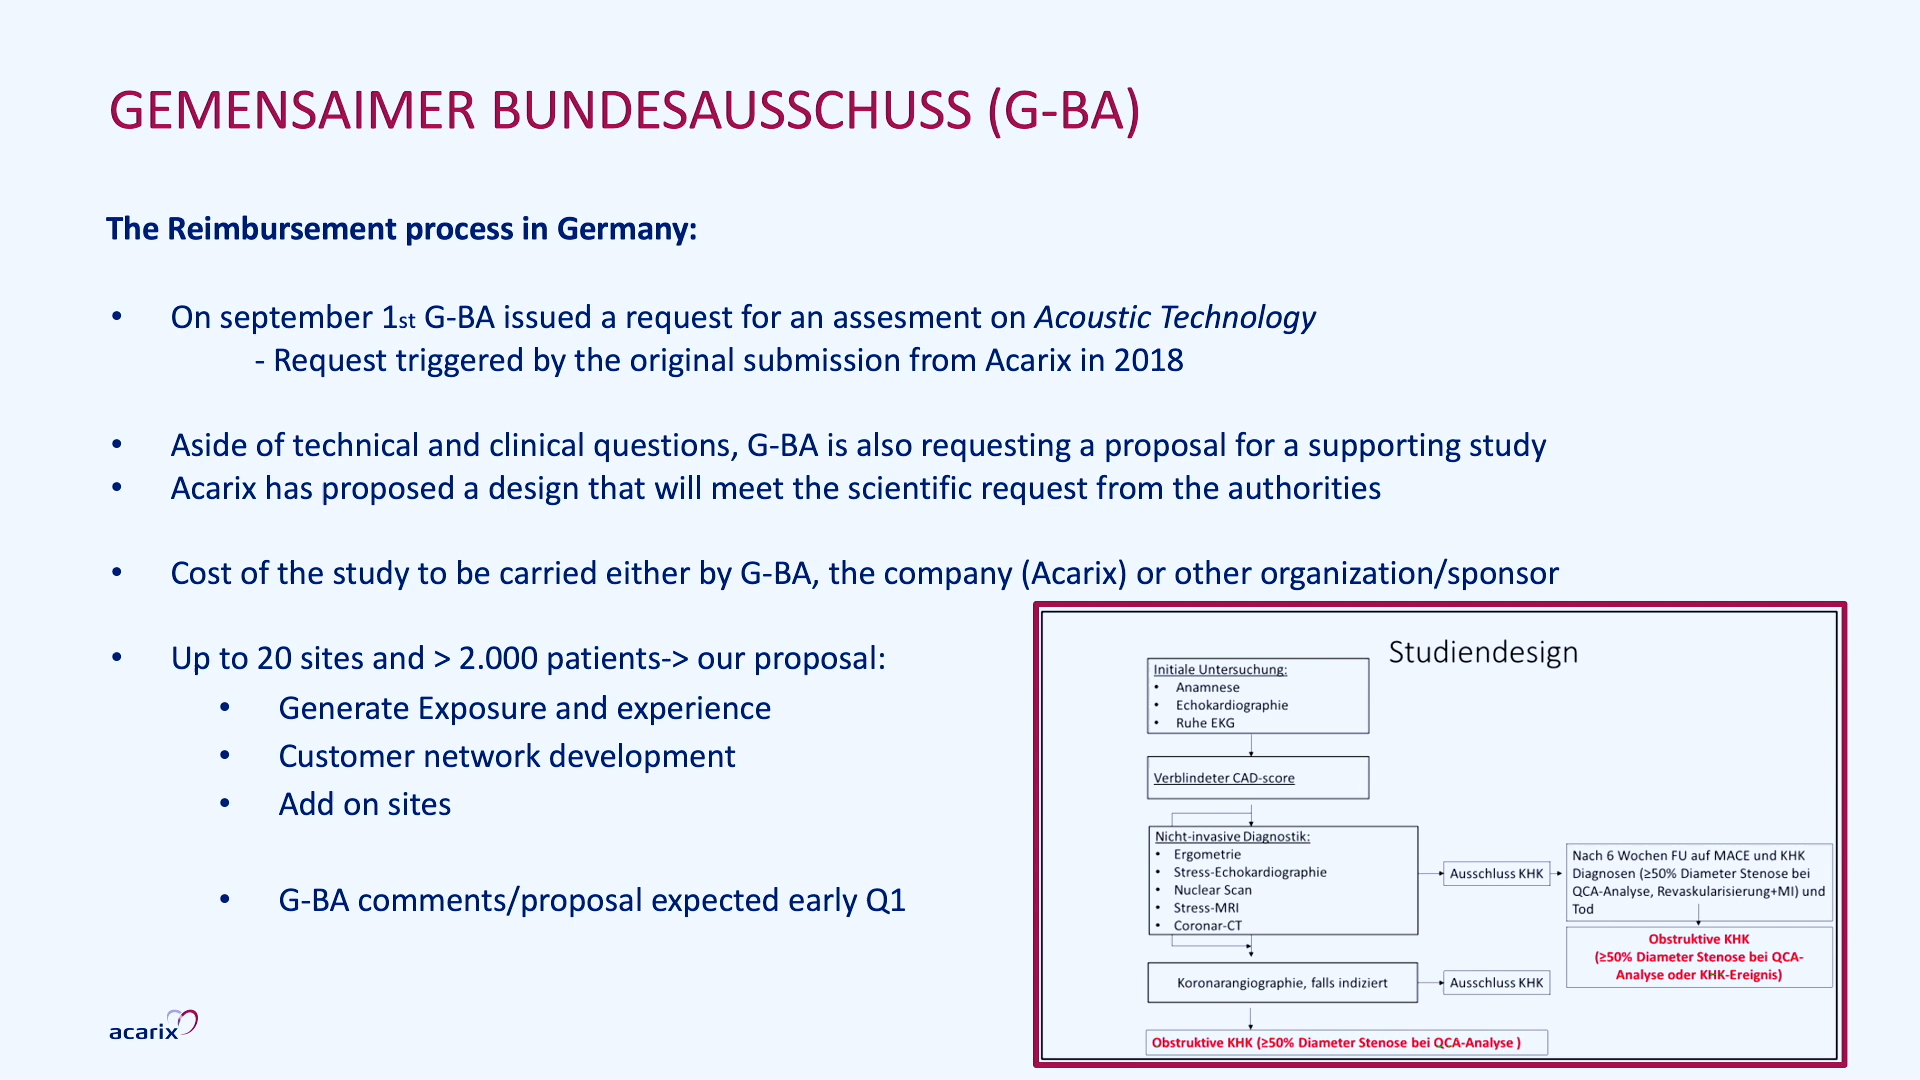 GEMENSAIMER BUNDESAUSSCHUSS (G-BA)
The Reimbursement process in Germany:
• On september 1st G-BA issued a request for an assesment on Acoustic Technology
- Request triggered by the original submission from Acarix in 2018
• Aside of technical and clinical questions, G-BA is also requesting a proposal for a supporting study
• Acarix has proposed a design that will meet the scientific request from the authorities
• Cost of the study to be carried either by G-BA, the company (Acarix) or other organization/sponsor
• Up to 20 sites and > 2.000 patients-> our proposal:
• Generate Exposure and experience
• Customer network development
• Add on sites
• G-BA comments/proposal expected early Q1
acarix
Studiendesign
Initiale Untersuchung:
• Anamnese
• Echokardiographie
• Ruhe EKG
Verblindeter CAD-score
Nicht-invasive Diagnostik:
• Ergometrie
• Stress-Echokardiographie
• Nuclear Scan
• Stress-MRI
• Coronar-CT
Ausschluss KHK
Nach 6 Wochen FU auf MACE und KHK
Diagnosen (≥50% Diameter Stenose bei
QCA-Analyse, Revaskularisierung+MI) und
Tod
Obstruktive KHK
(≥50% Diameter Stenose bei QCA-
Analyse oder KHK-Ereignis)
Koronarangiographie, falls indiziert
Ausschluss KHK
Obstruktive KHK (≥50% Diameter Stenose bei QCA-Analyse )